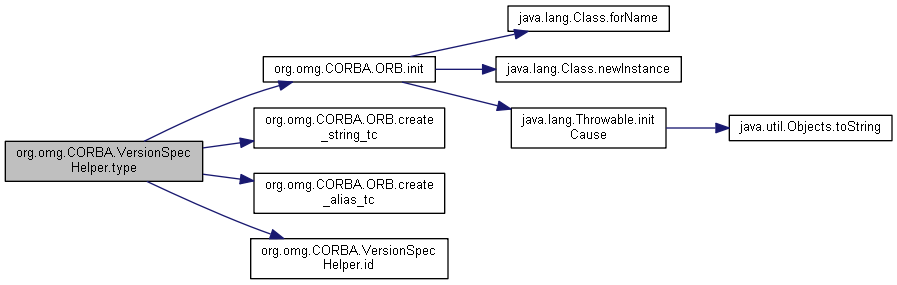 java.lang.Class.forName
org.omg.CORBA.ORB.init
java.lang.Class.newInstance
org.omg.CORBA.ORB.create
_string_tc
java.lang.Throwable.init
Cause
java.util.Objects.toString
org.omg.CORBA.VersionSpec
Helper.type
org.omg.CORBA.ORB.create
_alias_tc
org.omg.CORBA.VersionSpec
Helper.id